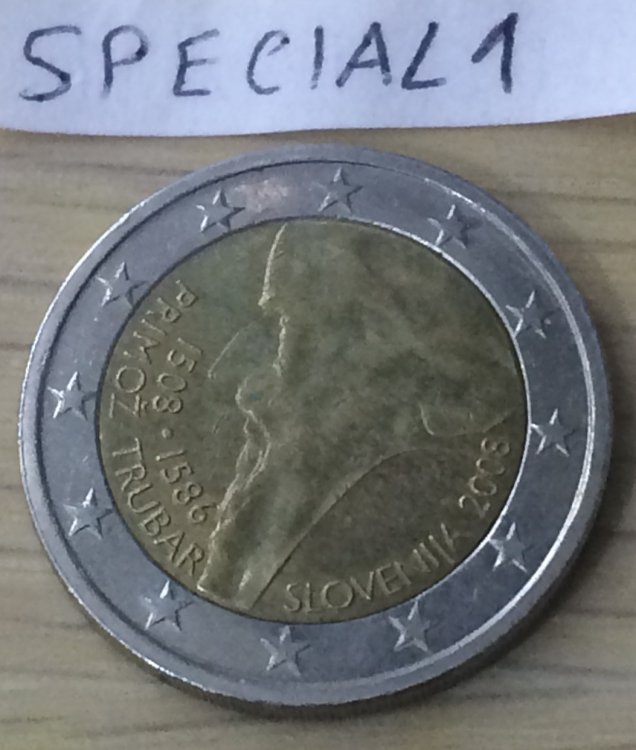 SPECIAL1
PRIMOŽ TRUBAR
1508 · 1586
SLOVENIJA 2008